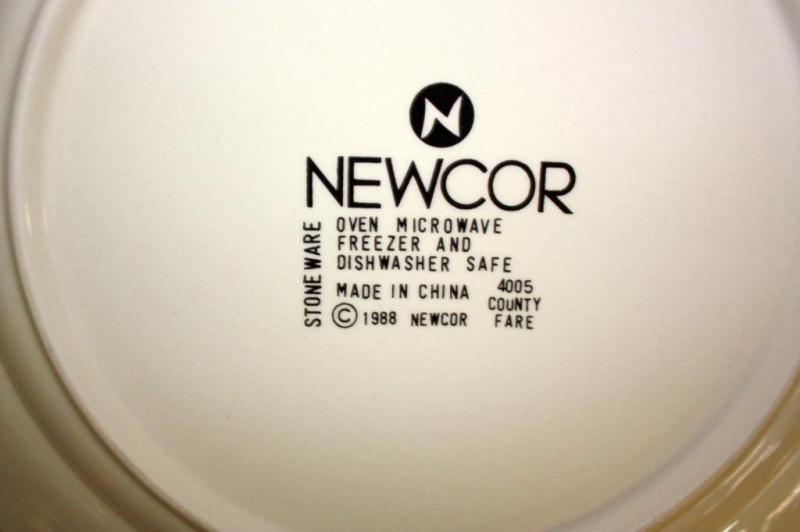 N
NEWCOR
STONEWARE
OVEN MICROWAVE
FREEZER AND
DISHWASHER SAFE
MADE IN CHINA
© 1988 NEWCOR
4005
COUNTY
FARE